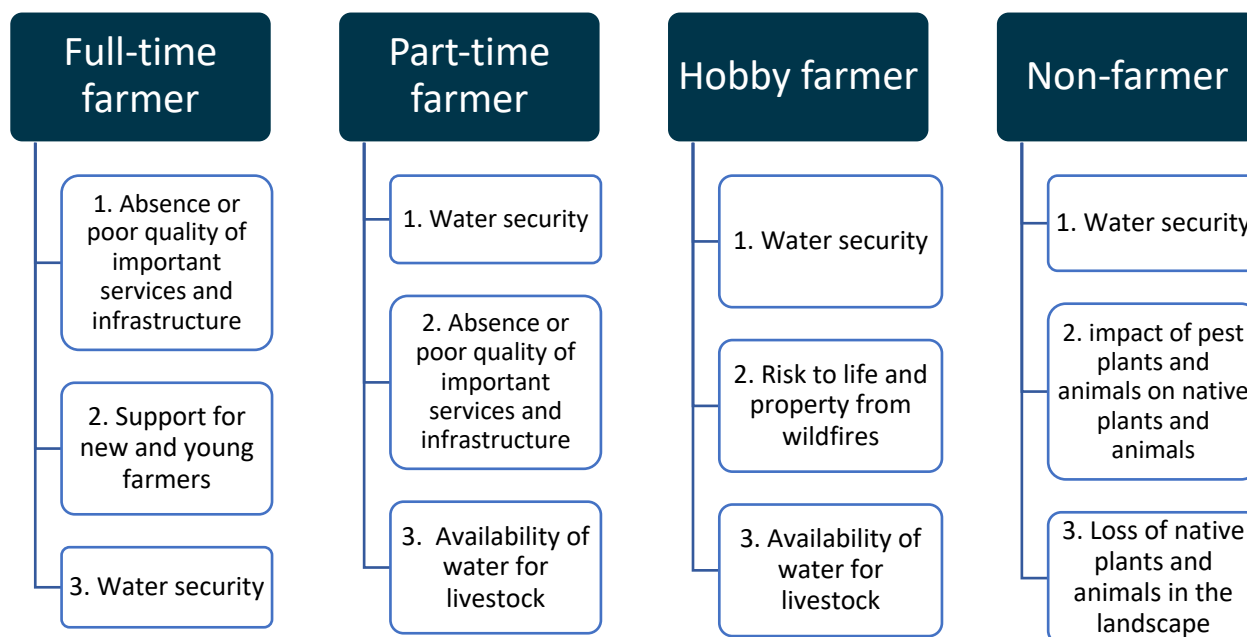 Full-time
farmer
1. Absence or
poor quality of
important
services and
infrastructure
2. Support for
new and young
farmers
3. Water security
Part-time
farmer
1. Water security
2. Absence or
poor quality of
important
services and
infrastructure
3. Availability of
water for
livestock
Hobby farmer
1. Water security
2. Risk to life and
property from
wildfires
3. Availability of
water for
livestock
Non-farmer
1. Water security
2. impact of pest
plants and
animals on native
plants and
animals
3. Loss of native
plants and
animals in the
landscape